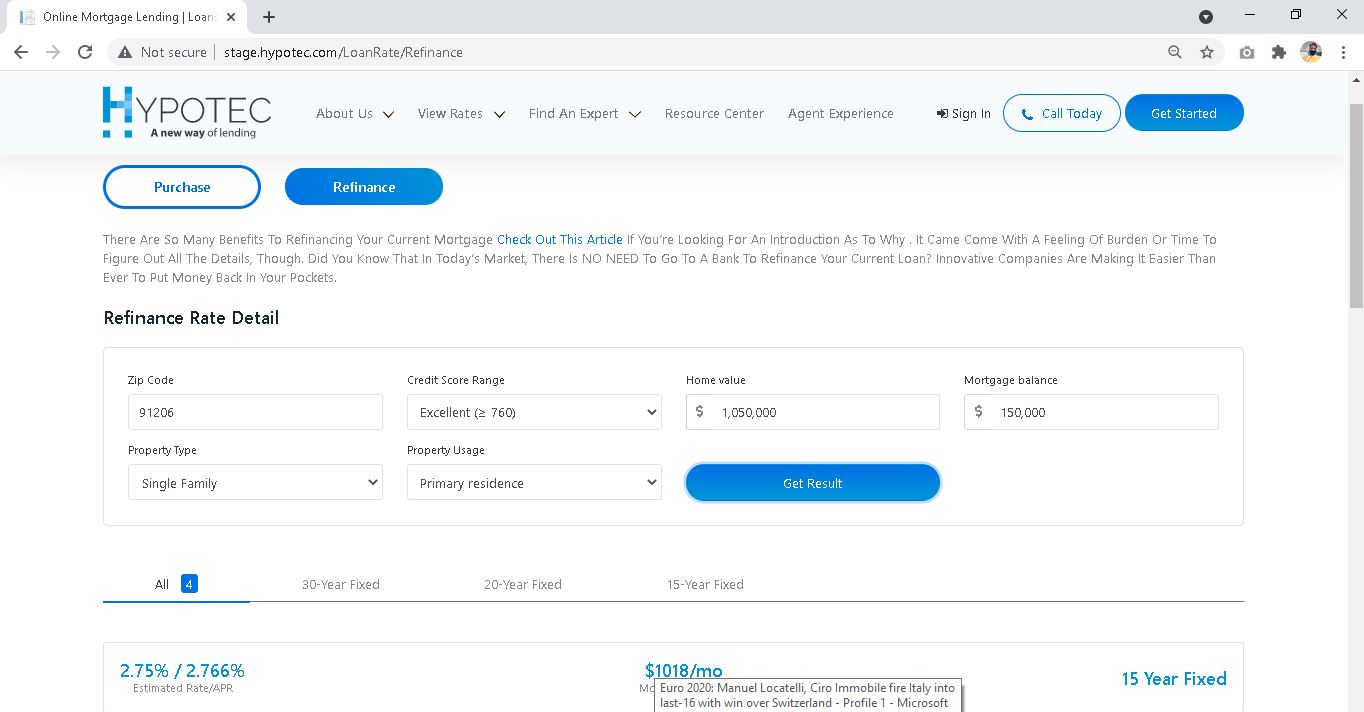 Online Mortgage Lending | Loans
Not secure
stage.hypotec.com/LoanRate/Refinance
HYPOTEC
A new way of lending
About Us
View Rates
Find An Expert
Resource Center
Agent Experience
Sign In
Call Today
Get Started
Purchase
Refinance
There Are So Many Benefits To Refinancing Your Current Mortgage Check Out This Article If You’re Looking For An Introduction As To Why . It Came Come With A Feeling Of Burden Or Time To
Figure Out All The Details, Though. Did You Know That In Today’s Market, There Is NO NEED To Go To A Bank To Refinance Your Current Loan? Innovative Companies Are Making It Easier Than
Ever To Put Money Back In Your Pockets.
Refinance Rate Detail
Zip Code
Credit Score Range
Home value
Mortgage balance
91206
Excellent (≥ 760)
$ 1,050,000
$ 150,000
Property Type
Property Usage
Single Family
Primary residence
Get Result
All 4
30-Year Fixed
20-Year Fixed
15-Year Fixed
2.75% / 2.766%
Estimated Rate/APR
$1018/mo
15 Year Fixed
Euro 2020: Manuel Locatelli, Ciro Immobile fire Italy into
last-16 with win over Switzerland - Profile 1 - Microsoft